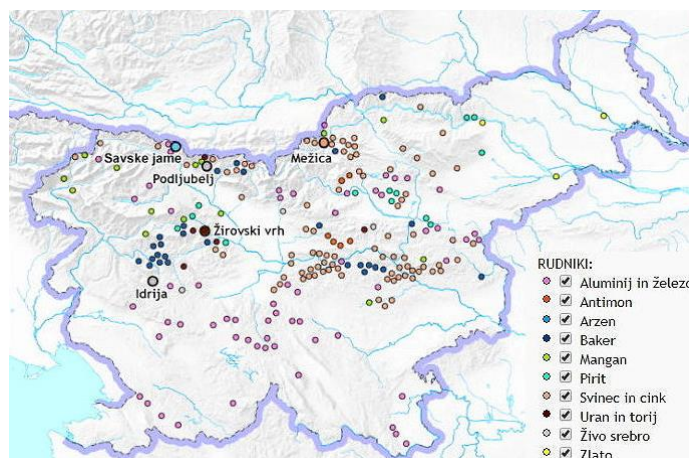 Savske jame
Podljubelj
Mežica
Žirovski vrh
Idrija
RUDNIKI:
Aluminij in železo
Antimon
Arzen
Baker
Mangan
Pirit
Svinec in cink
Uran in torij
Živo srebro
Zlato